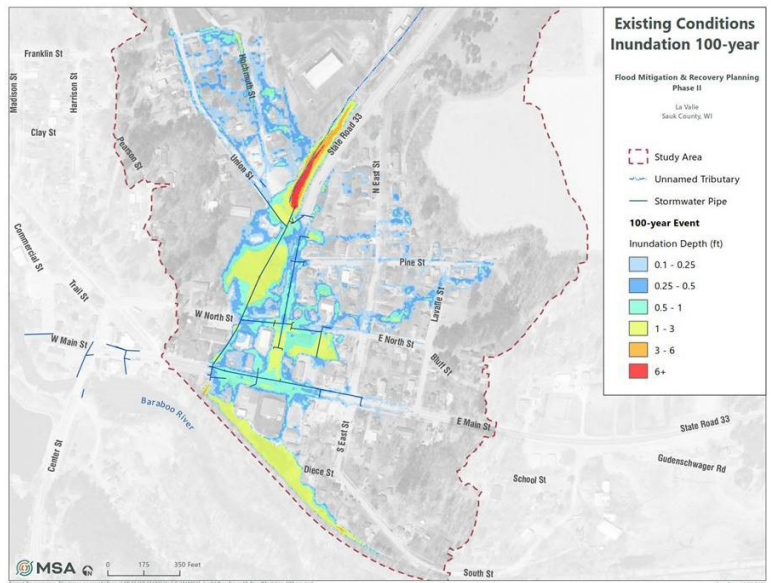 Existing Conditions
Inundation 100-year
Flood Mitigation & Recovery Planning
Phase II
La Valle
Sauk County, WI
Study Area
Unnamed Tributary
Stormwater Pipe
100-year Event
Inundation Depth (ft)
0.1 - 0.25
0.25 - 0.5
0.5 - 1
1 - 3
3 - 6
6+
Franklin St
Madison St
Harrison St
Clay St
Pearson St
Hochmuth St
Union St
State Road 33
N East St
Commercial St
Trail St
Pine St
Lavalle St
W North St
E North St
W Main St
Bluff St
Baraboo River
Center St
E Main St
State Road 33
Gudenschwager Rd
S East St
Diece St
School St
South St
MSA
N
0 175 350 Feet